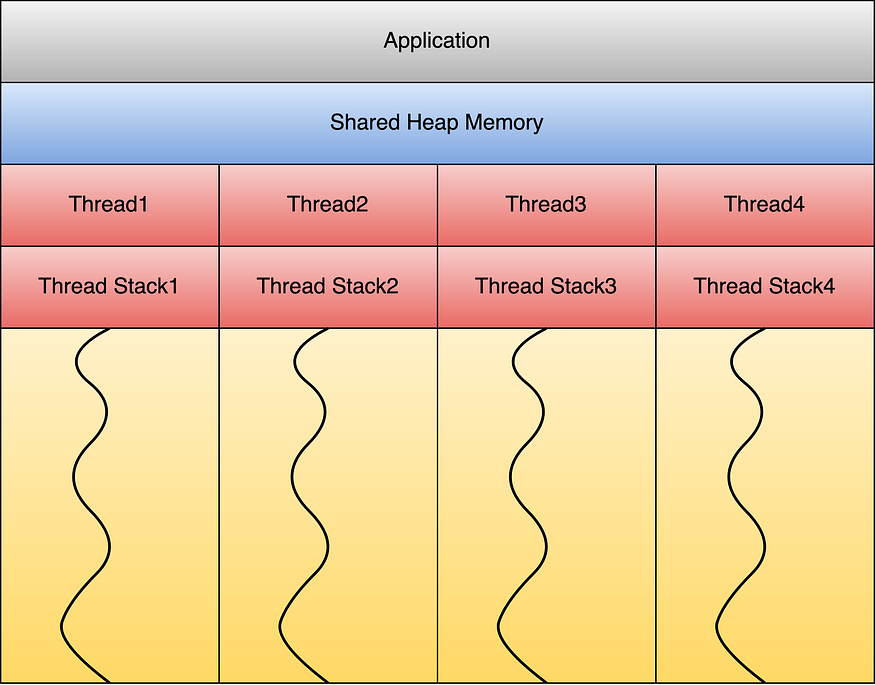 Application
Shared Heap Memory
Thread1 Thread2 Thread3 Thread4
Thread Stack1 Thread Stack2 Thread Stack3 Thread Stack4